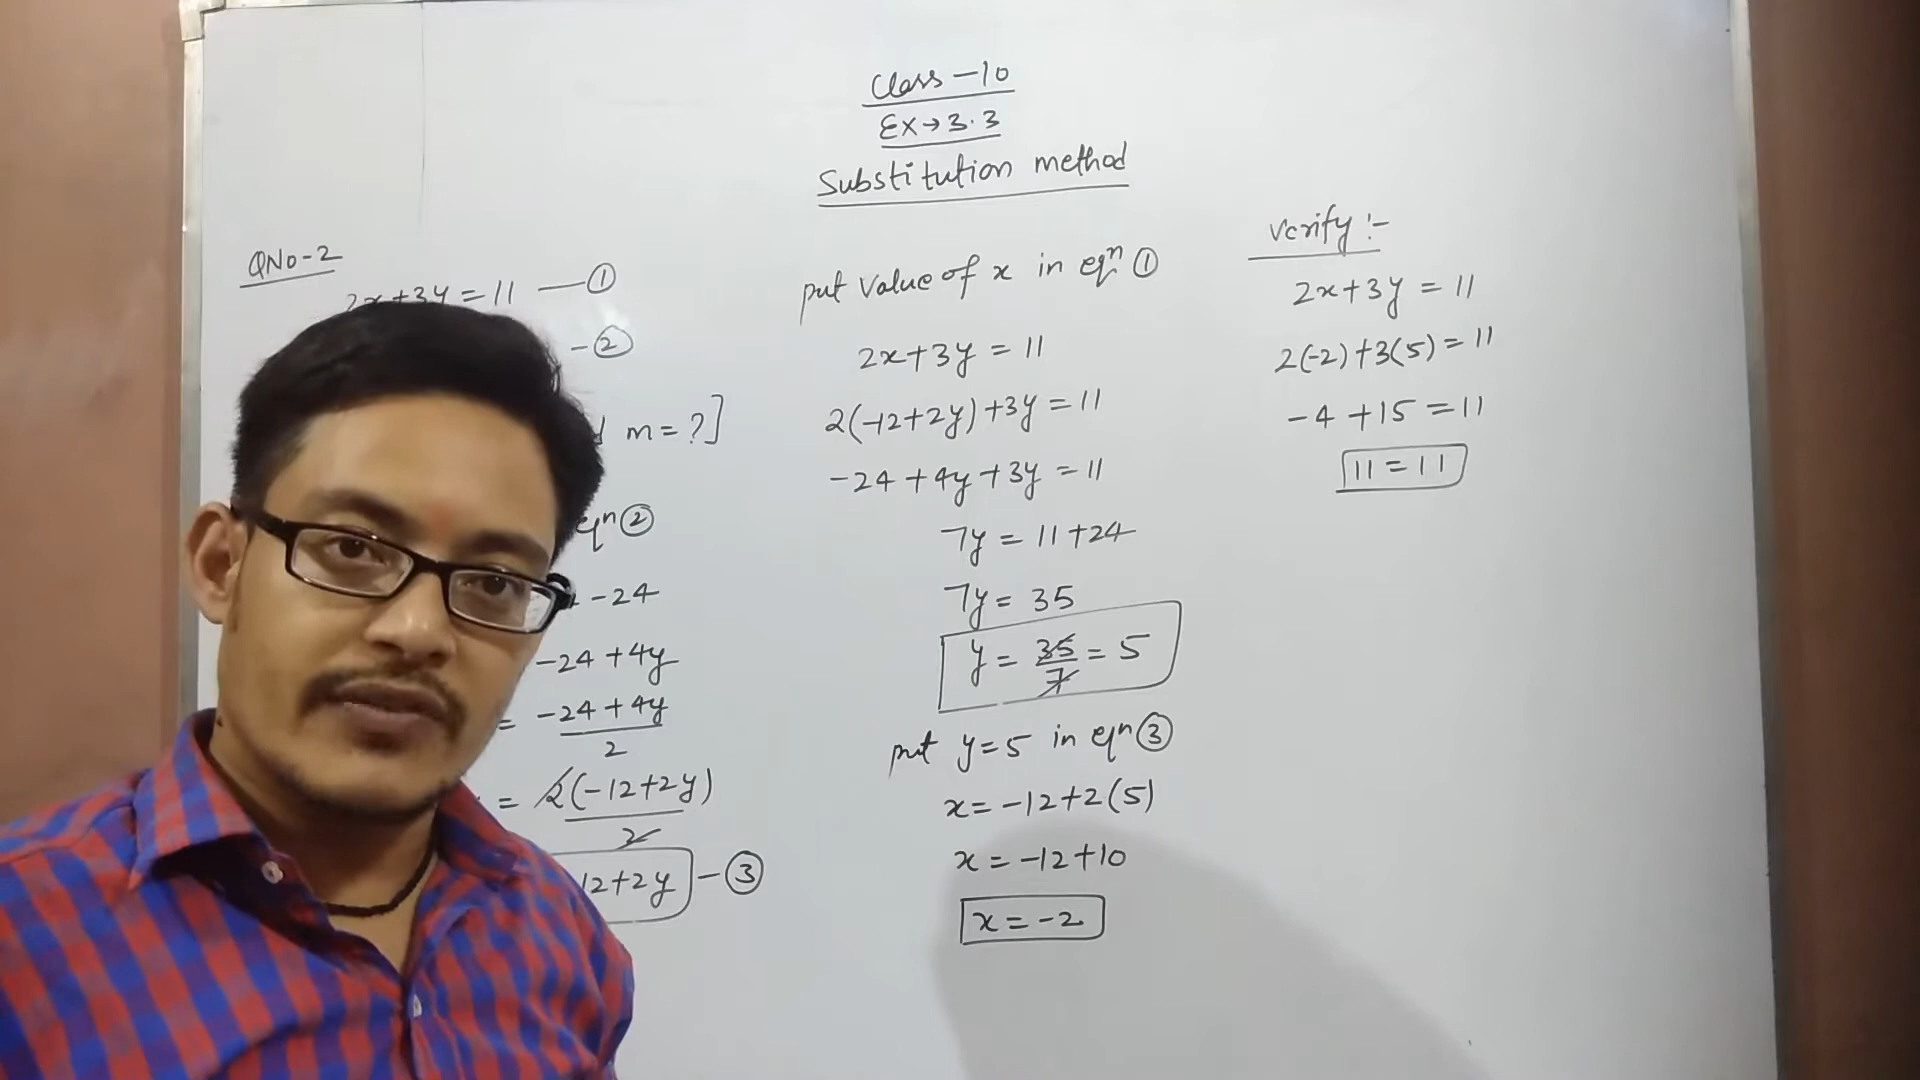 Class - 10
Ex → 3.3
Substitution method
QNo-2
2x+3y = 11 — ①
- ②
m = ?]
eqn ②
- 24
-24 + 4y
= -24 + 4y
2
= 2(-12+2y)
2
12+2y - ③
put value of x in eqn ①
2x+3y = 11
2(-12+2y)+3y = 11
-24 + 4y + 3y = 11
7y = 11+24
7y = 35
y = 35/7 = 5
put y=5 in eqn ③
x = -12+2(5)
x = -12+10
x = -2
Verify :-
2x+3y = 11
2(-2)+3(5) = 11
-4 + 15 = 11
11 = 11